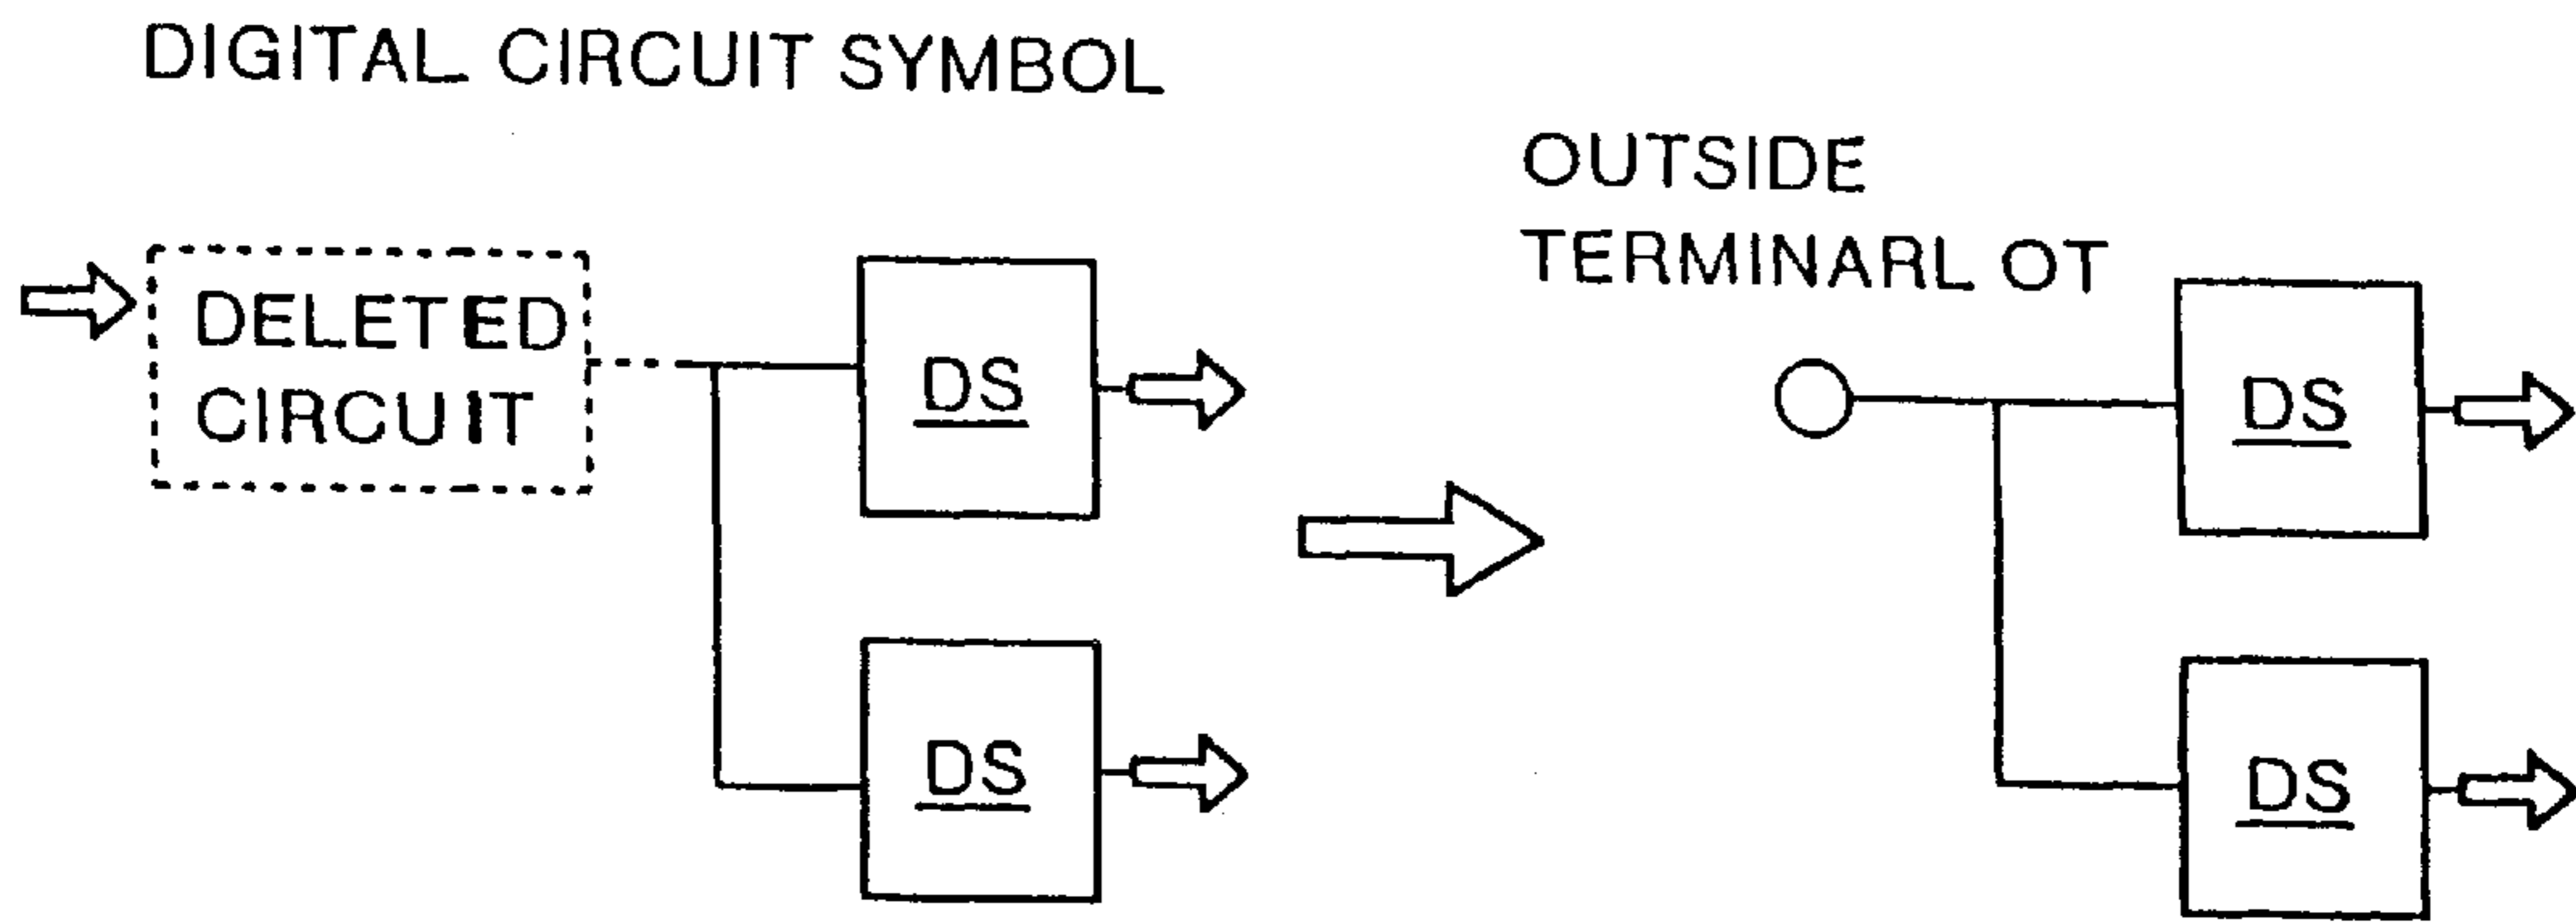 DIGITAL CIRCUIT SYMBOL
DELETED
CIRCUIT
DS
DS
OUTSIDE
TERMINARL OT
DS
DS